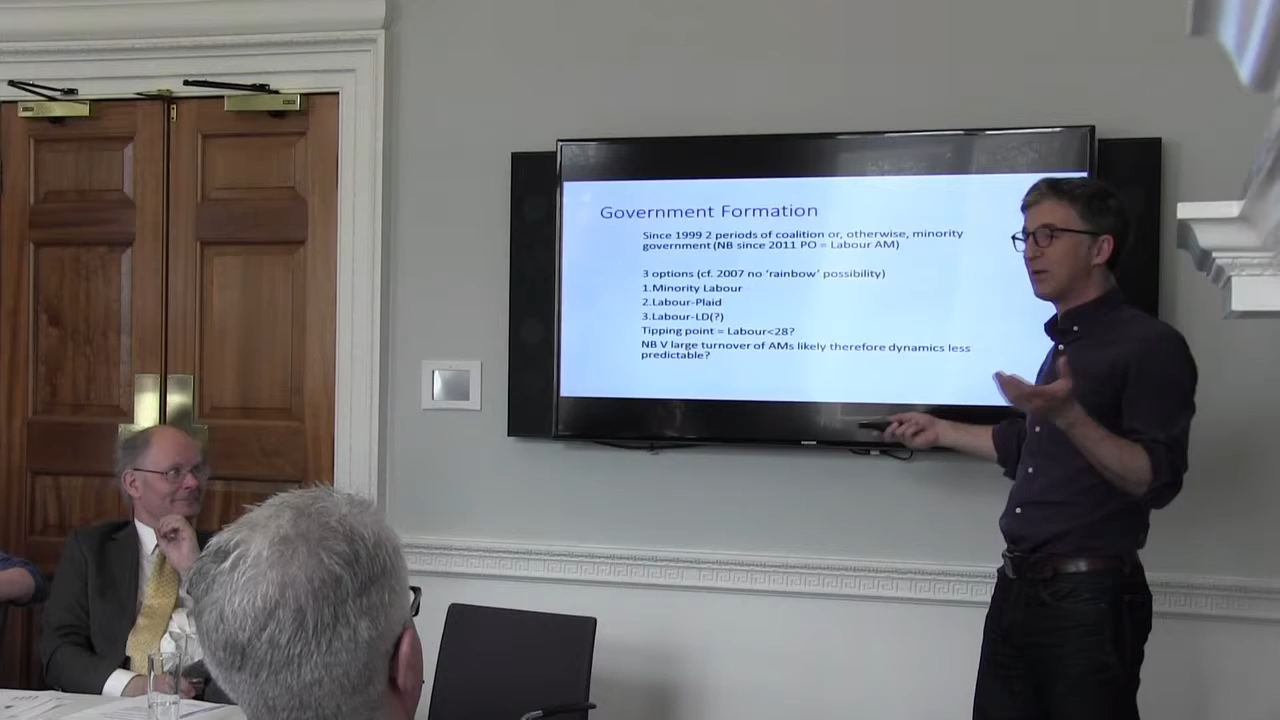 Government Formation
Since 1999 2 periods of coalition or, otherwise, minority
government (NB since 2011 PO = Labour AM)
3 options (cf. 2007 no 'rainbow' possibility)
1.Minority Labour
2.Labour-Plaid
3.Labour-LD(?)
Tipping point = Labour<28?
NB V large turnover of AMs likely therefore dynamics less
predictable?